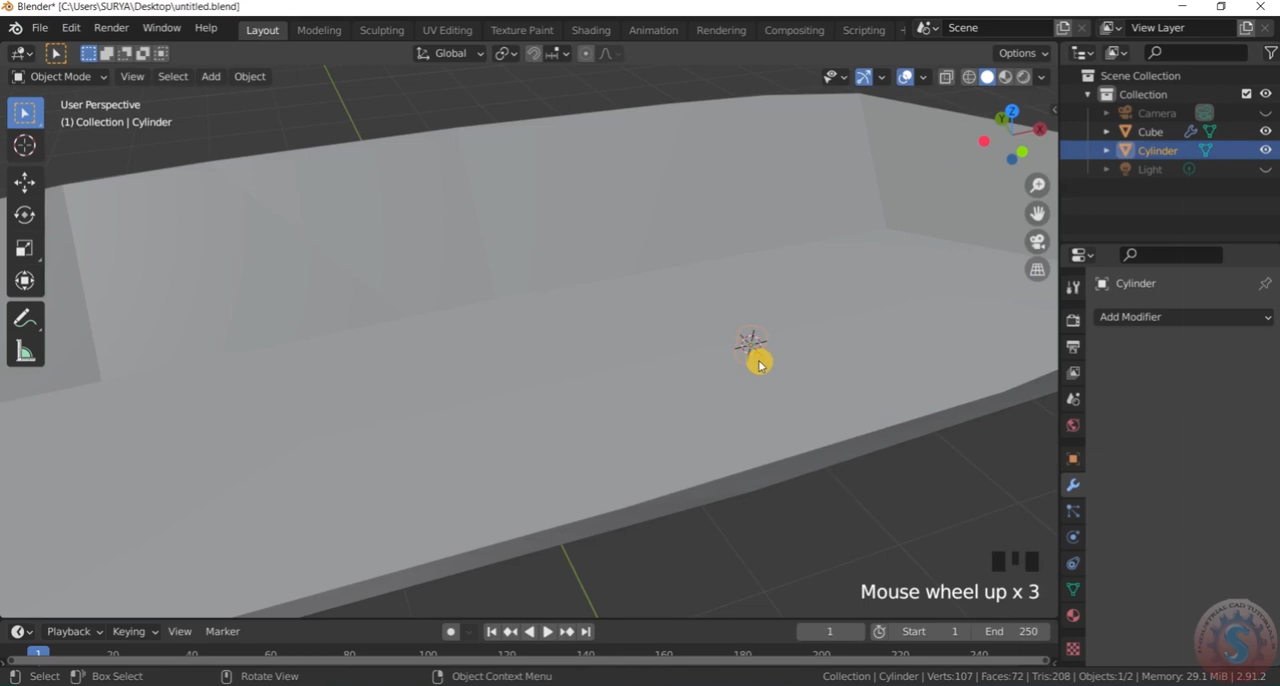 Blender* [C:\Users\SURYA\Desktop\untitled.blend]
File Edit Render Window Help Layout Modeling Sculpting UV Editing Texture Paint Shading Animation Rendering Compositing Scripting Scene View Layer
Global Options
Object Mode View Select Add Object
Scene Collection
Collection
Camera
Cube
Cylinder
Light
User Perspective
(1) Collection | Cylinder
Z
Y
X
Cylinder
Add Modifier
Mouse wheel up x 3
Playback Keying View Marker 1 Start 1 End 250
1 20 60 80 100 120 140 160 180 200 220 240
Select Box Select Rotate View Object Context Menu Collection | Cylinder | Verts:107 | Faces:72 | Tris:208 | Objects:1/2 | Memory: 29.1 MiB | 2.91.2
INDUSTRIAL CAD TUTORIALS
S